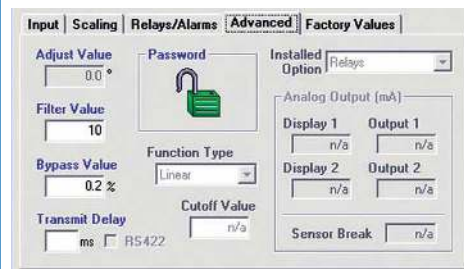 Input Scaling Relays/Alarms Advanced Factory Values
Adjust Value
0.0 °
Filter Value
10
Bypass Value
0.2 %
Transmit Delay
ms RS422
Password
Function Type
Linear
Cutoff Value
n/a
Installed
Option Relays
Analog Output (mA)
Display 1 Output 1
n/a n/a
Display 2 Output 2
n/a n/a
Sensor Break n/a